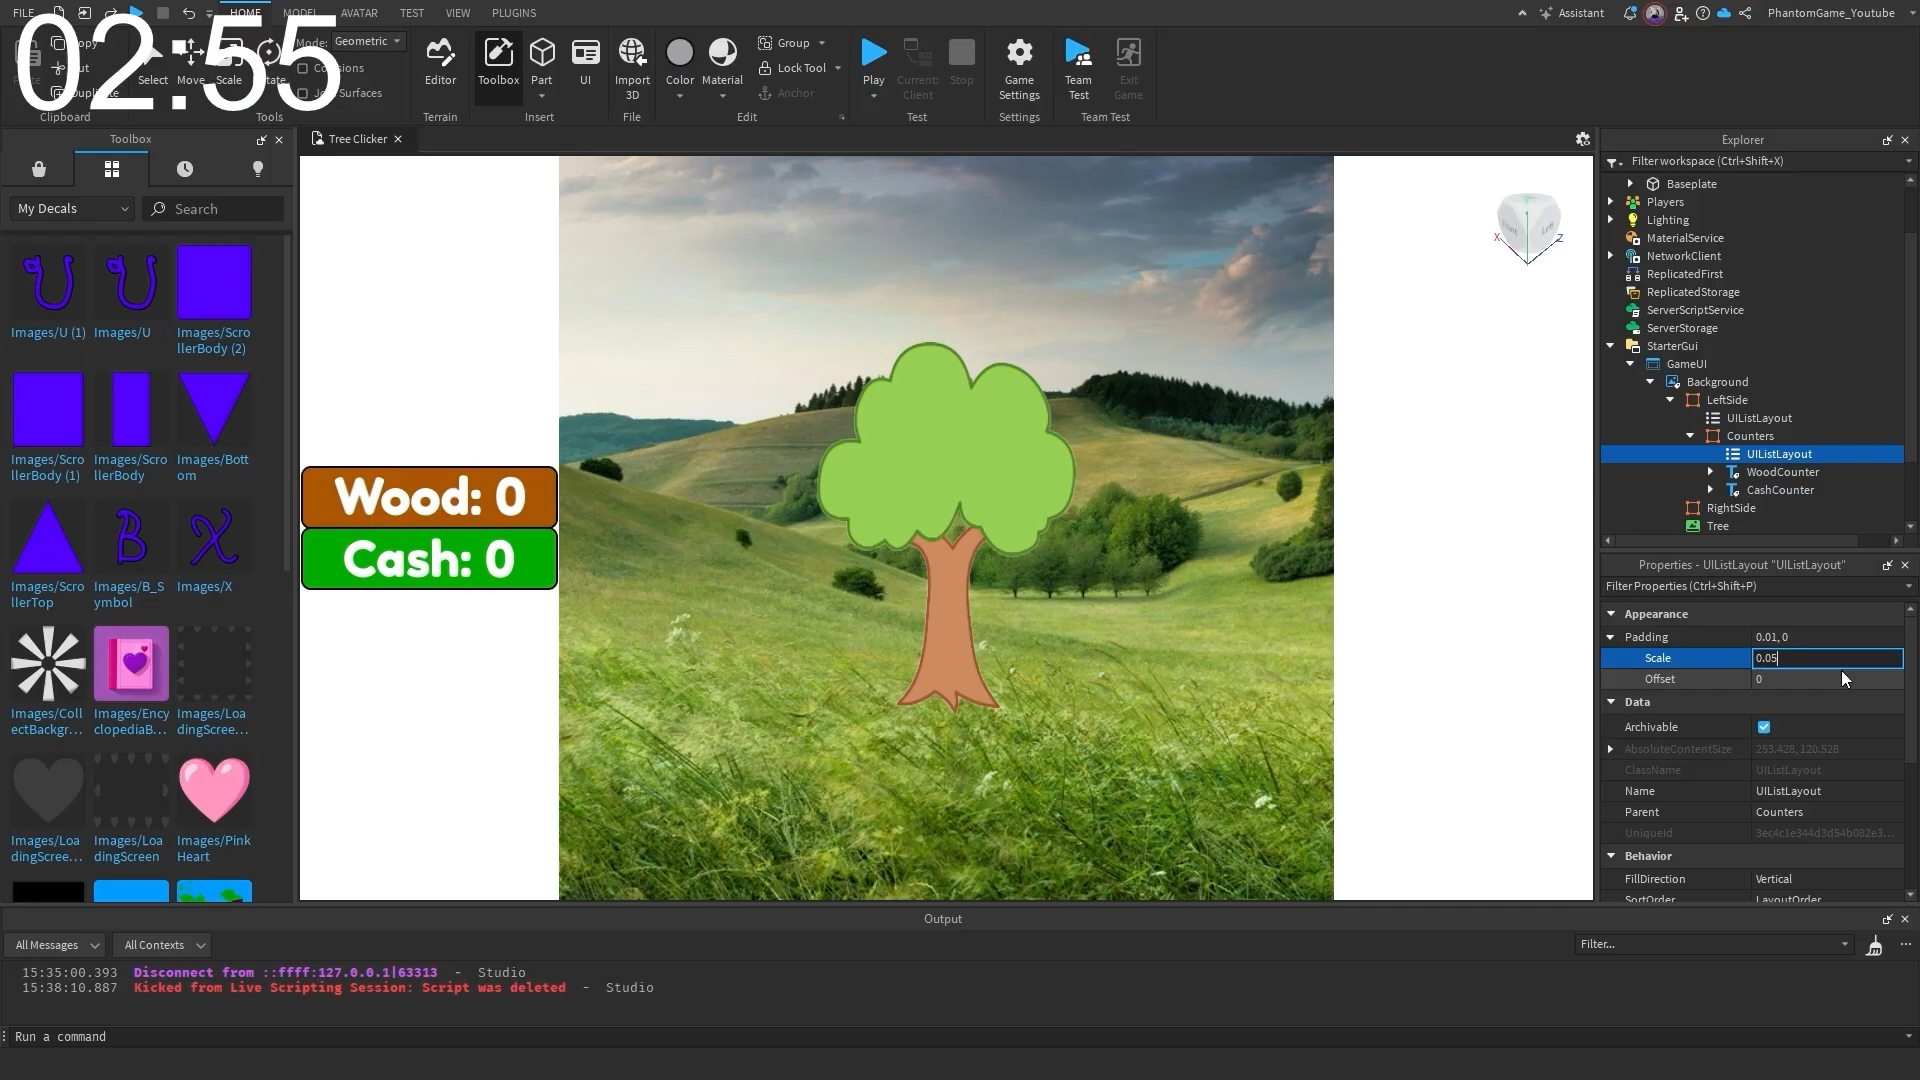 FILE
HOME
MODEL
AVATAR
TEST
VIEW
PLUGINS
Assistant
PhantomGame_Youtube
02:55
Mode: Geometric
Select
Move
Scale
Editor
Toolbox
Part
UI
Import
3D
Color
Material
Group
Lock Tool
Anchor
Play
Current:
Client
Stop
Game
Settings
Team
Test
Exit
Game
Clipboard
Tools
Terrain
Insert
File
Edit
Test
Settings
Team Test
Toolbox
My Decals
Search
Images/U (1)
Images/U
Images/Scro
llerBody (2)
Images/Scro
llerBody (1)
Images/Scro
llerBody
Images/Bott
om
Images/Scro
llerTop
Images/B_S
ymbol
Images/X
Images/Coll
ectBackgr...
Images/Ency
clopediaB...
Images/Loa
dingScree...
Images/Loa
dingScree...
Images/Loa
dingScreen
Images/Pink
Heart
Tree Clicker
Wood: 0
Cash: 0
X
Z
Explorer
Filter workspace (Ctrl+Shift+X)
Baseplate
Players
Lighting
MaterialService
NetworkClient
ReplicatedFirst
ReplicatedStorage
ServerScriptService
ServerStorage
StarterGui
GameUI
Background
LeftSide
UIListLayout
Counters
UIListLayout
WoodCounter
CashCounter
RightSide
Tree
Properties - UIListLayout "UIListLayout"
Filter Properties (Ctrl+Shift+P)
Appearance
Padding 0.01, 0
Scale 0.05
Offset 0
Data
Archivable
AbsoluteContentSize 253.428, 120.528
ClassName UIListLayout
Name UIListLayout
Parent Counters
UniqueId 3ec4c1e344d3d54b082e3...
Behavior
FillDirection Vertical
SortOrder LayoutOrder
Output
All Messages
All Contexts
Filter...
15:35:00.393 Disconnect from ::ffff:127.0.0.1|63313 - Studio
15:38:10.887 Kicked from Live Scripting Session: Script was deleted - Studio
Run a command